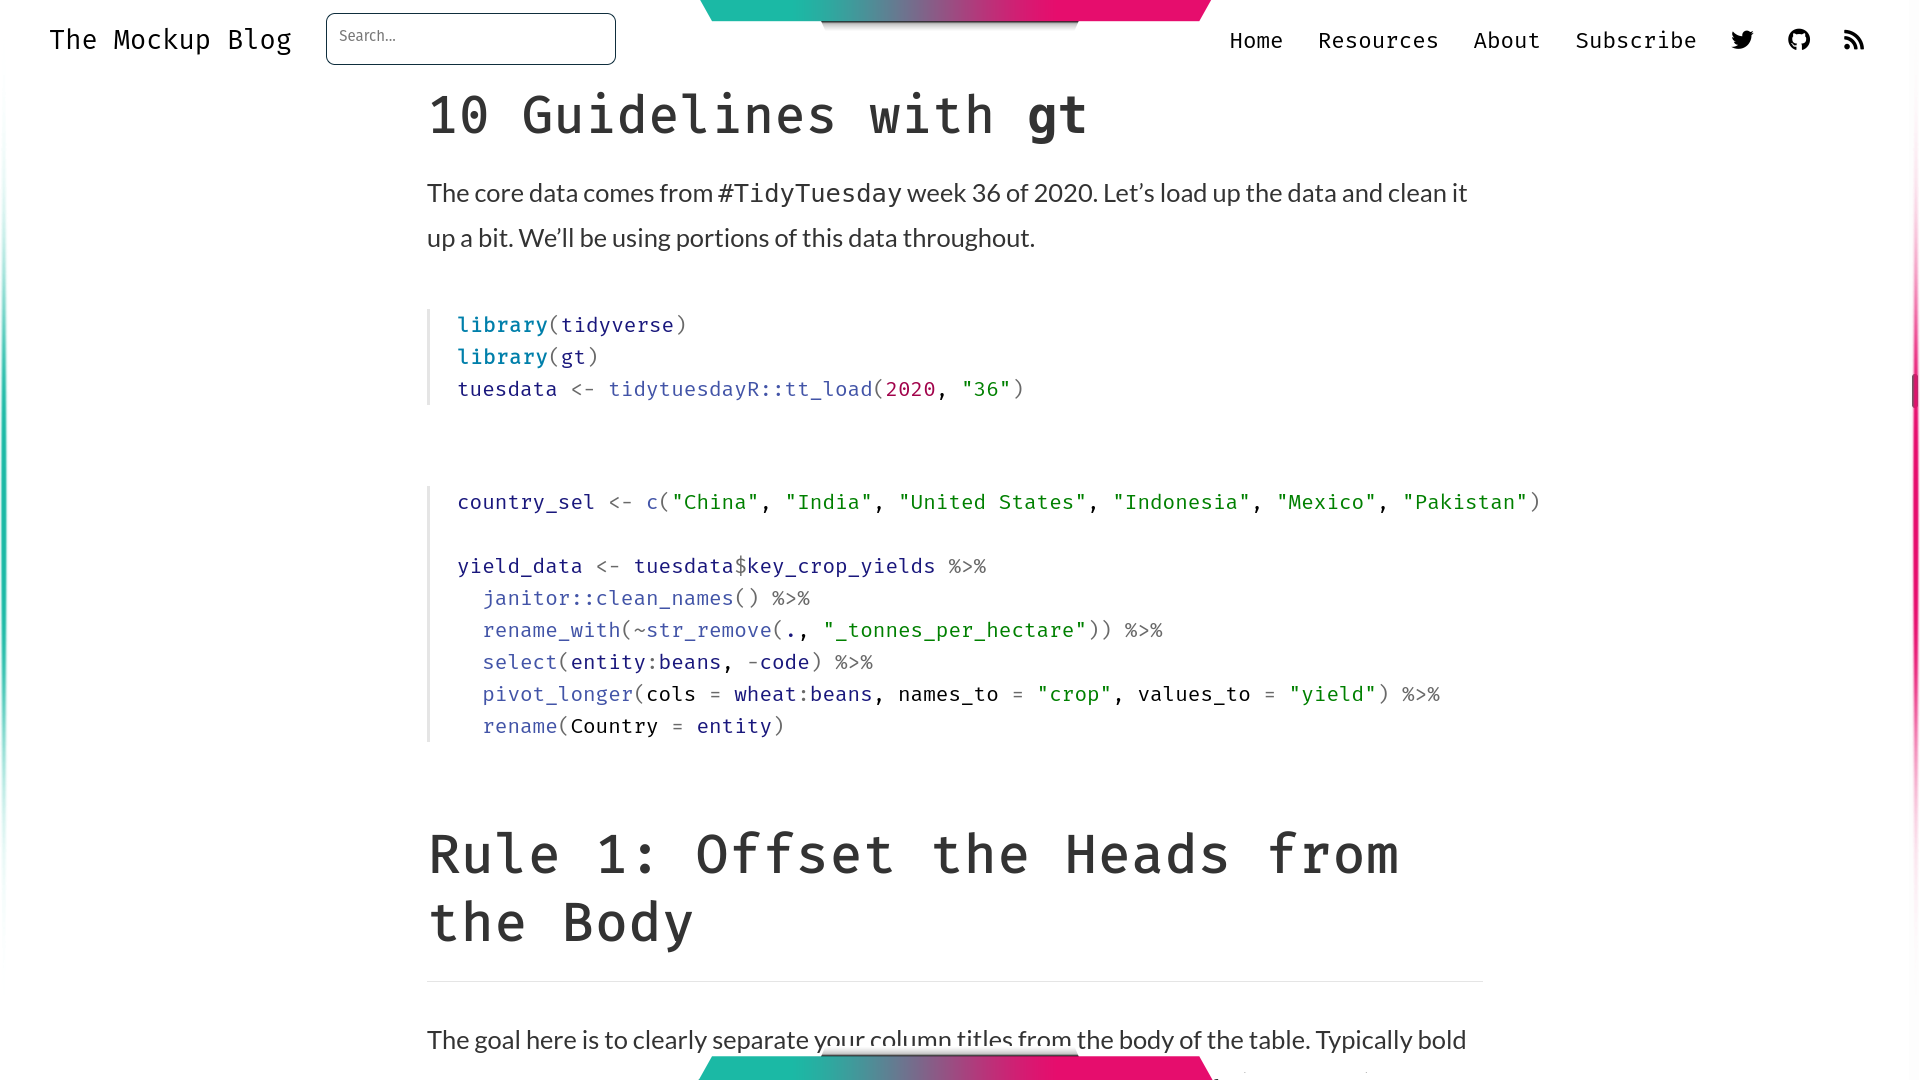 The Mockup Blog
Search...
Home
Resources
About
Subscribe
10 Guidelines with gt
The core data comes from #TidyTuesday week 36 of 2020. Let’s load up the data and clean it
up a bit. We’ll be using portions of this data throughout.
library(tidyverse)
library(gt)
tuesdata <- tidytuesdayR::tt_load(2020, "36")
country_sel <- c("China", "India", "United States", "Indonesia", "Mexico", "Pakistan")
yield_data <- tuesdata$key_crop_yields %>%
  janitor::clean_names() %>%
  rename_with(~str_remove(., "_tonnes_per_hectare")) %>%
  select(entity:beans, -code) %>%
  pivot_longer(cols = wheat:beans, names_to = "crop", values_to = "yield") %>%
  rename(Country = entity)
Rule 1: Offset the Heads from
the Body
The goal here is to clearly separate your column titles from the body of the table. Typically bold